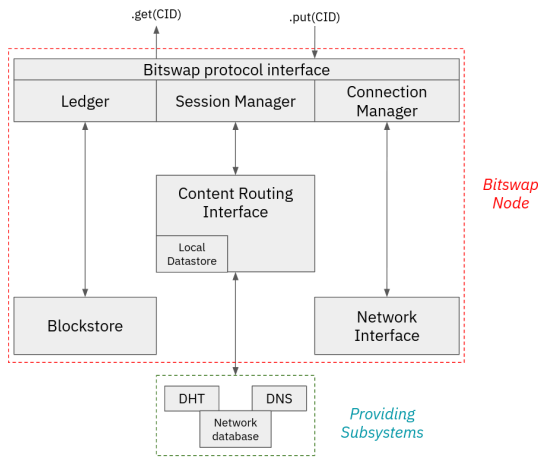 .get(CID)
.put(CID)
Bitswap protocol interface
Ledger
Session Manager
Connection
Manager
Content Routing
Interface
Local
Datastore
Bitswap
Node
Blockstore
Network
Interface
DHT
DNS
Network
database
Providing
Subsystems